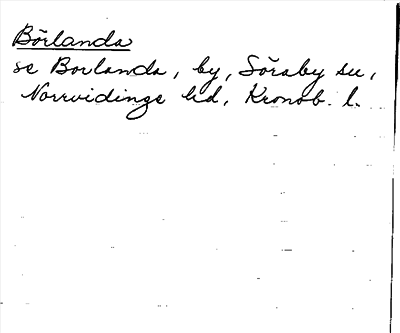 Börlanda
se Borlanda, by, Söraby sn,
Norrvidinge hd, Kronob. l.